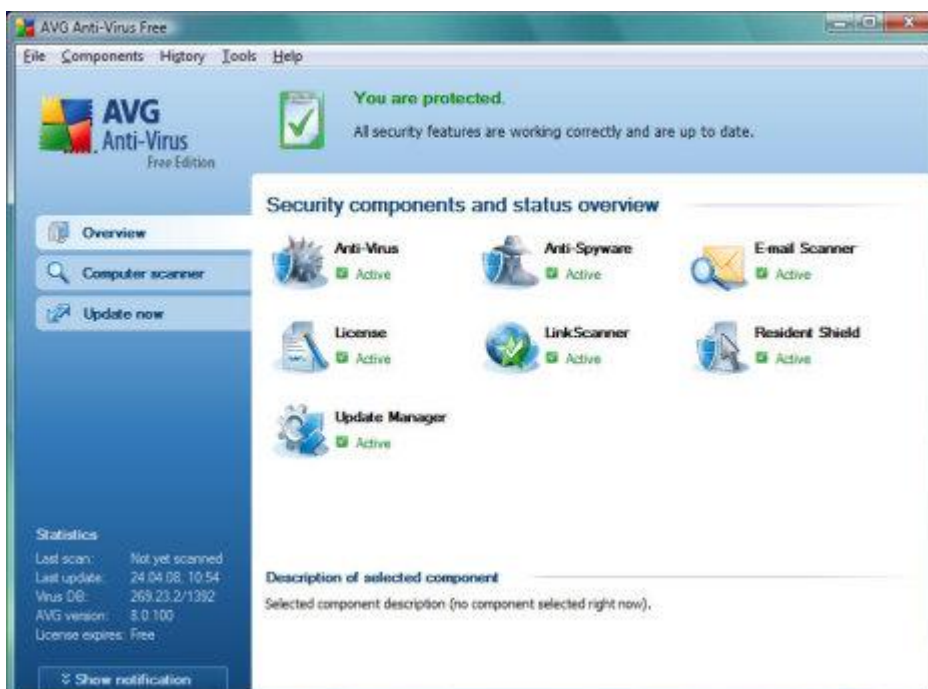 AVG Anti-Virus Free
File Components History Tools Help
AVG
Anti-Virus
Free Edition
You are protected.
All security features are working correctly and are up to date.
Overview
Computer scanner
Update now
Security components and status overview
Anti-Virus
Active
Anti-Spyware
Active
E-mail Scanner
Active
License
Active
LinkScanner
Active
Resident Shield
Active
Update Manager
Active
Statistics
Last scan: Not yet scanned
Last update: 24.04.08, 10:54
Virus DB: 269.23.2/1392
AVG version: 8.0.100
License expires: Free
Show notification
Description of selected component
Selected component description (no component selected right now).